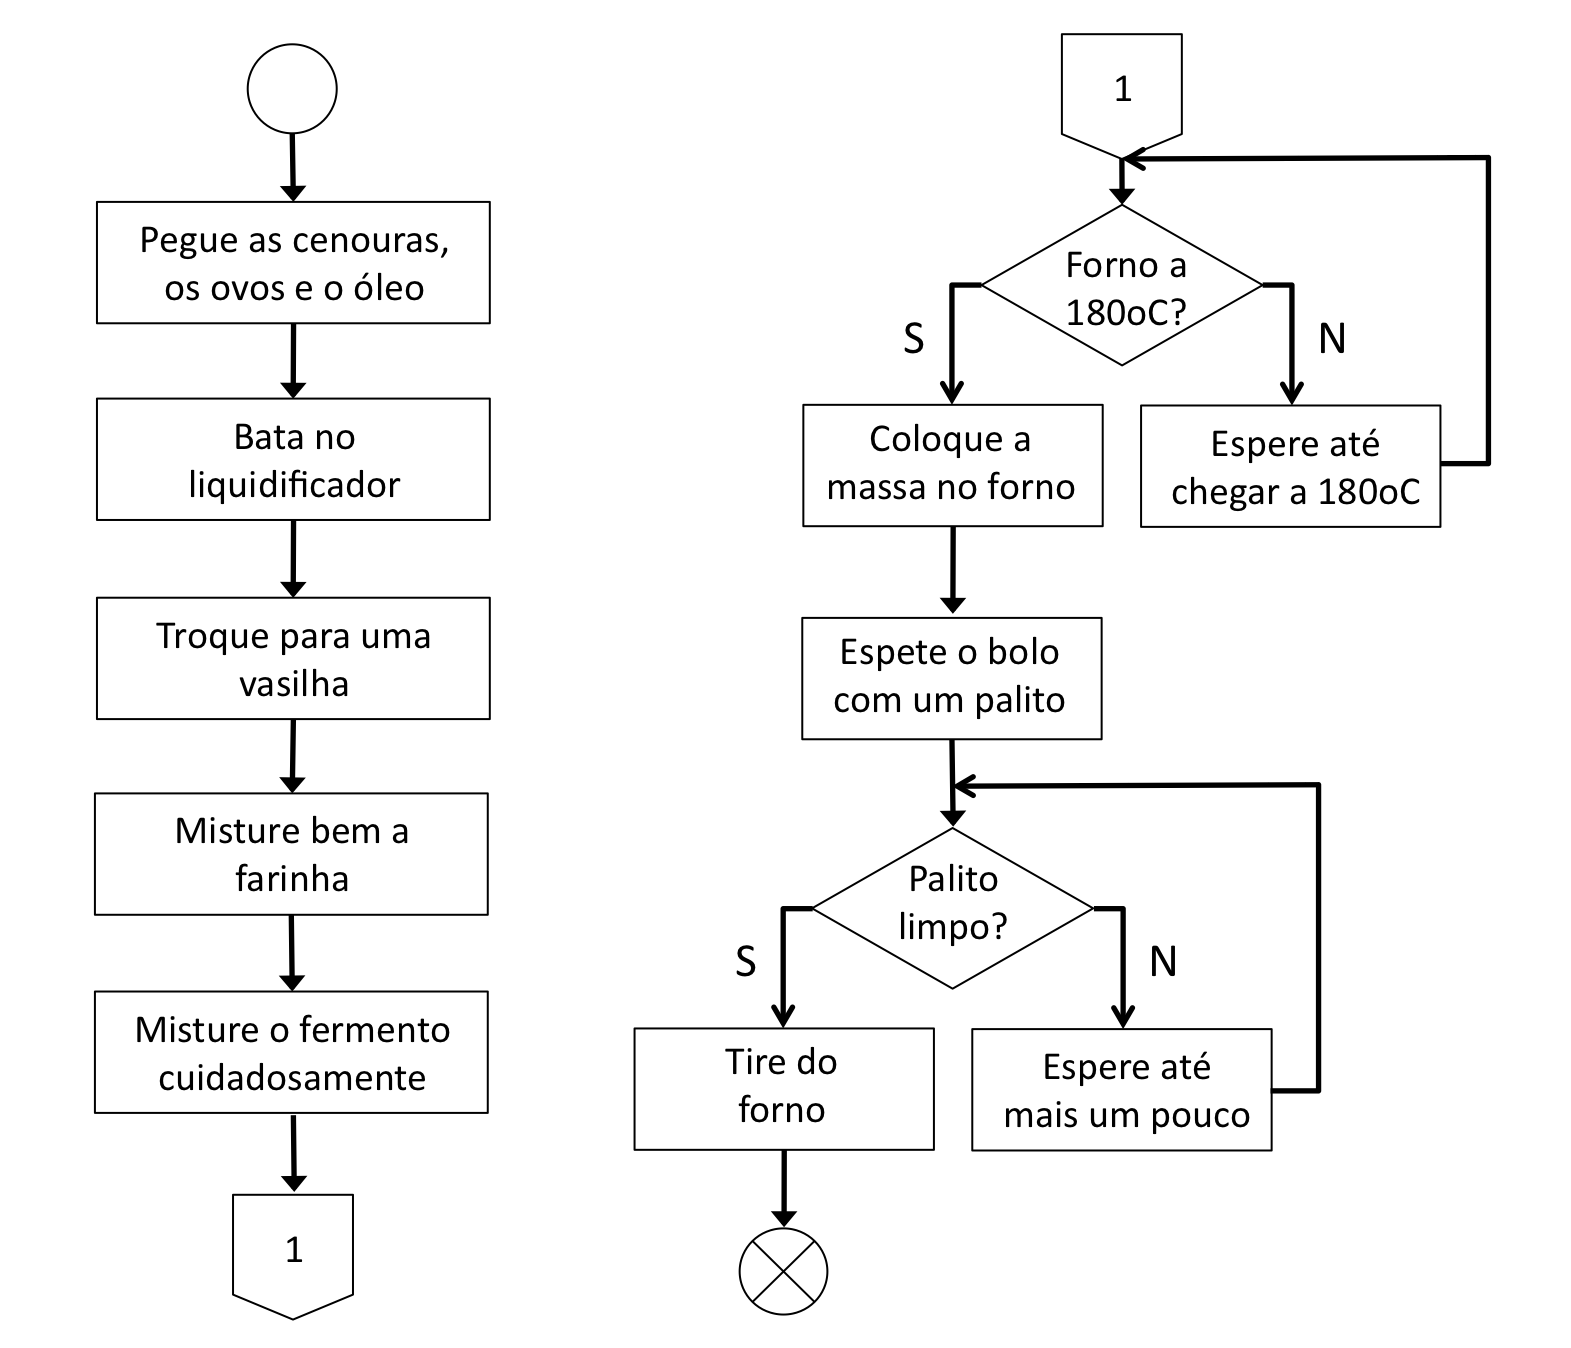 Pegue as cenouras,
os ovos e o óleo
Bata no
liquidificador
Troque para uma
vasilha
Misture bem a
farinha
Misture o fermento
cuidadosamente
1
1
Forno a
180oC?
S
N
Coloque a
massa no forno
Espere até
chegar a 180oC
Espete o bolo
com um palito
Palito
limpo?
S
N
Tire do
forno
Espere até
mais um pouco